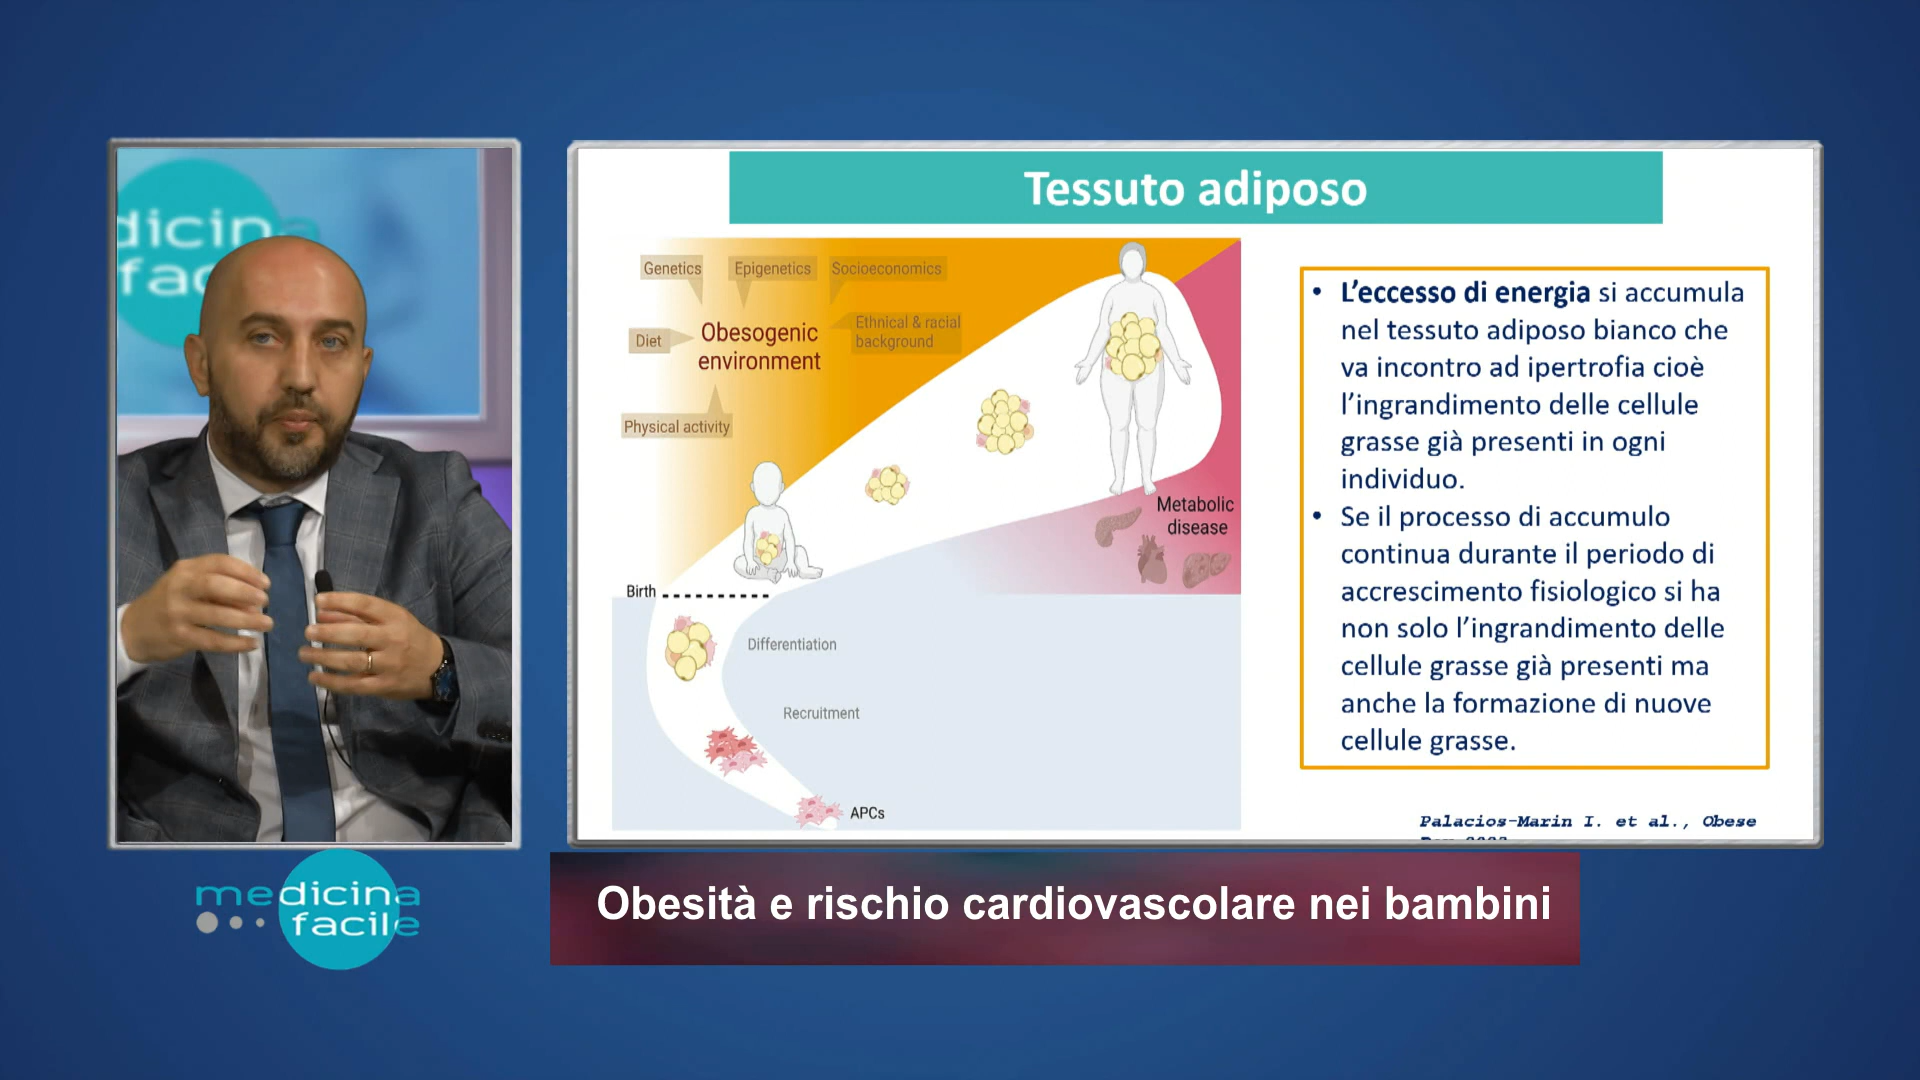 dicina
fac
Tessuto adiposo
Genetics
Epigenetics
Socioeconomics
Diet
Obesogenic
environment
Ethnical & racial
background
Physical activity
Metabolic
disease
Birth
Differentiation
Recruitment
APCs
• L'eccesso di energia si accumula
nel tessuto adiposo bianco che
va incontro ad ipertrofia cioè
l'ingrandimento delle cellule
grasse già presenti in ogni
individuo.
• Se il processo di accumulo
continua durante il periodo di
accrescimento fisiologico si ha
non solo l'ingrandimento delle
cellule grasse già presenti ma
anche la formazione di nuove
cellule grasse.
Palacios-Marin I. et al., Obese
medicina
facile
Obesità e rischio cardiovascolare nei bambini